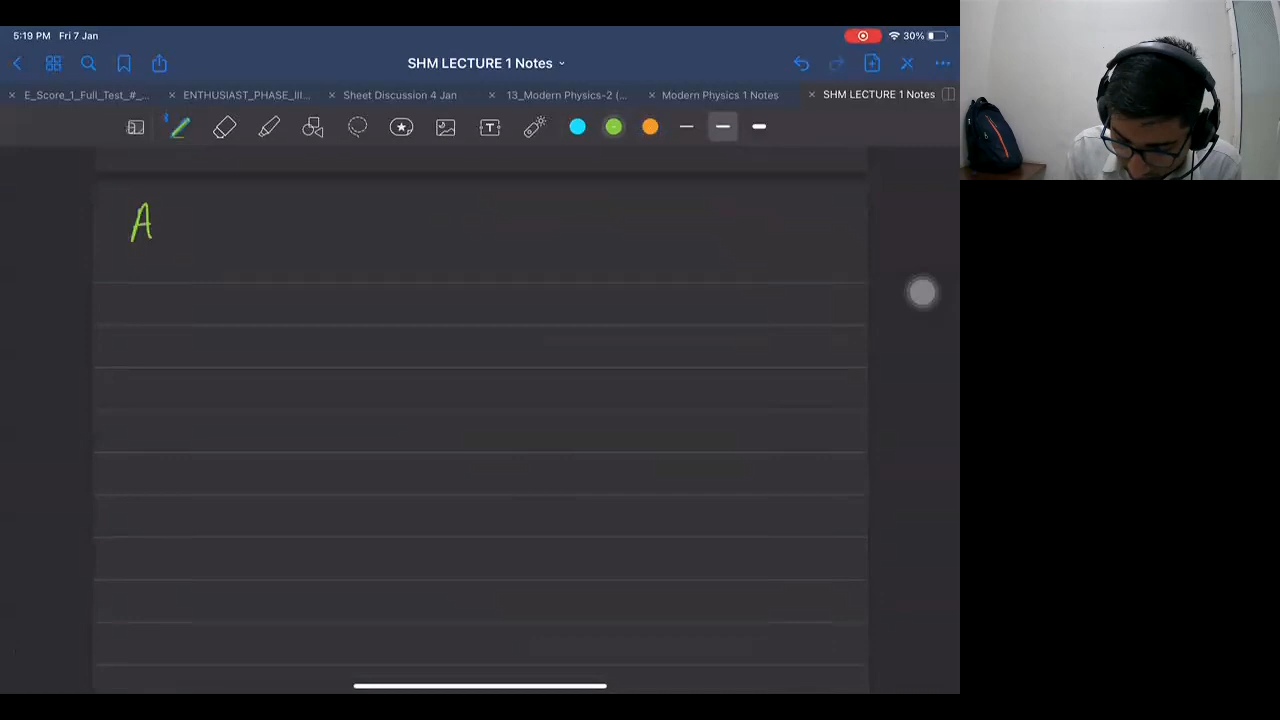 5:19 PM Fri 7 Jan
30%
SHM LECTURE 1 Notes
E_Score_1_Full_Test_#_...
ENTHUSIAST_PHASE_III...
Sheet Discussion 4 Jan
13_Modern Physics-2 (...
Modern Physics 1 Notes
SHM LECTURE 1 Notes
A